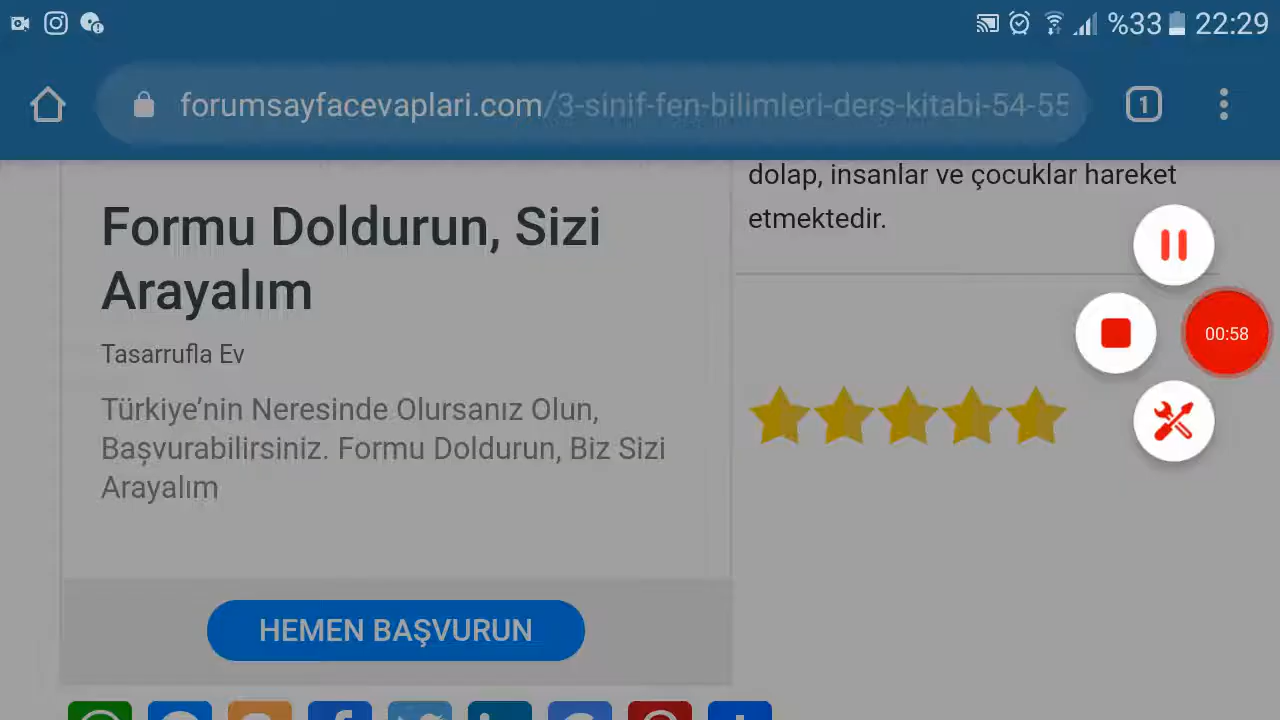 %33 22:29
forumsayfacevaplari.com/3-sinif-fen-bilimleri-ders-kitabi-54-55
1
dolap, insanlar ve çocuklar hareket
etmektedir.
Formu Doldurun, Sizi
Arayalım
Tasarrufla Ev
Türkiye’nin Neresinde Olursanız Olun,
Başvurabilirsiniz. Formu Doldurun, Biz Sizi
Arayalım
HEMEN BAŞVURUN
00:58